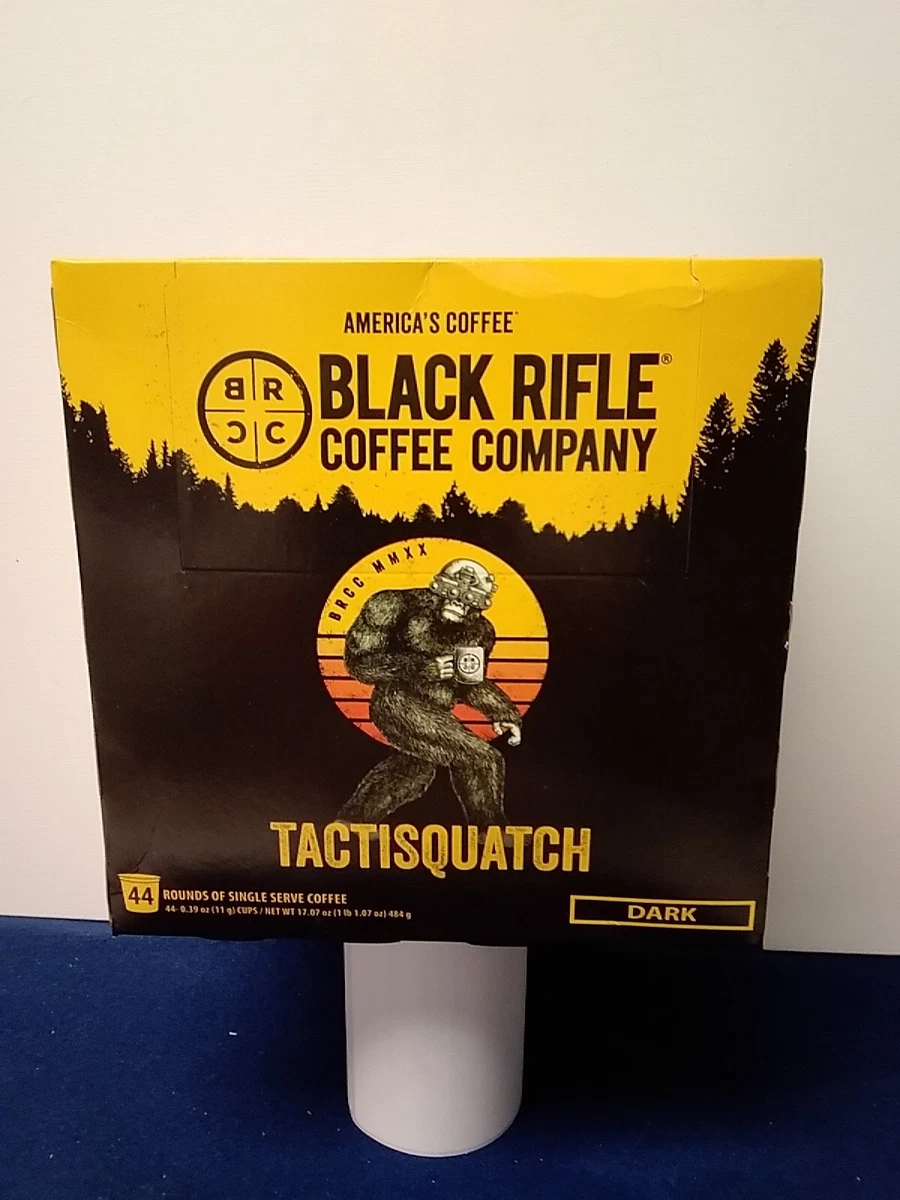 AMERICA'S COFFEE
B R
C C
BLACK RIFLE®
COFFEE COMPANY
BRCC MMXX
TACTISQUATCH
44 ROUNDS OF SINGLE SERVE COFFEE
44- 0.39 oz (11 g) CUPS / NET WT 17.07 oz (1 lb 1.07 oz) 484 g
DARK